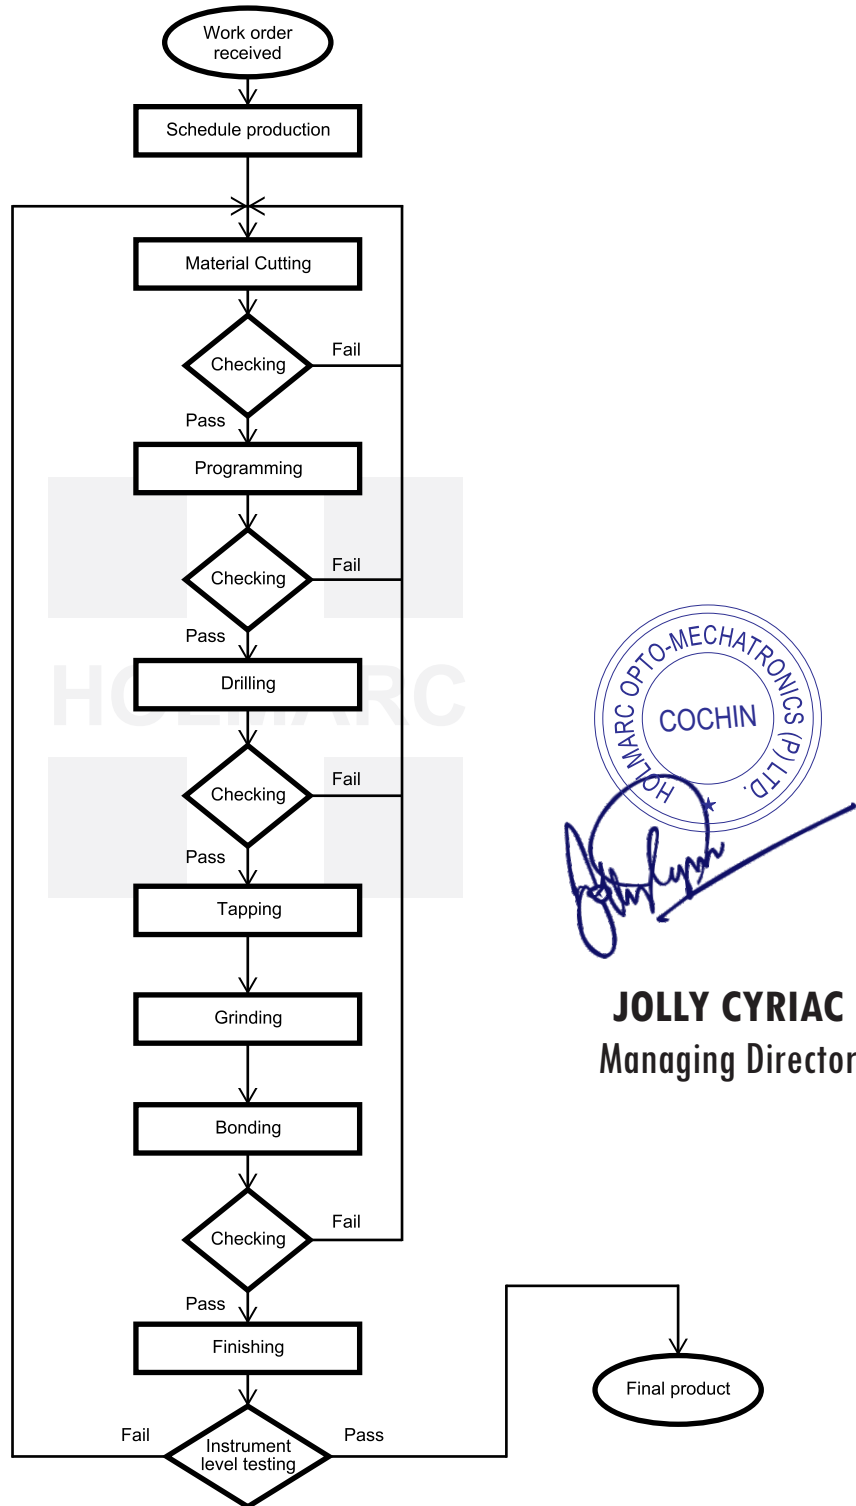 Work order
received
Schedule production
Material Cutting
Checking
Fail
Pass
Programming
Checking
Fail
Pass
Drilling
HOLMARC
Checking
Fail
Pass
Tapping
Grinding
Bonding
Checking
Fail
Pass
Finishing
Instrument
level testing
Fail
Pass
Final product
HOLMARC OPTO-MECHATRONICS (P) LTD.
COCHIN
JOLLY CYRIAC
Managing Director